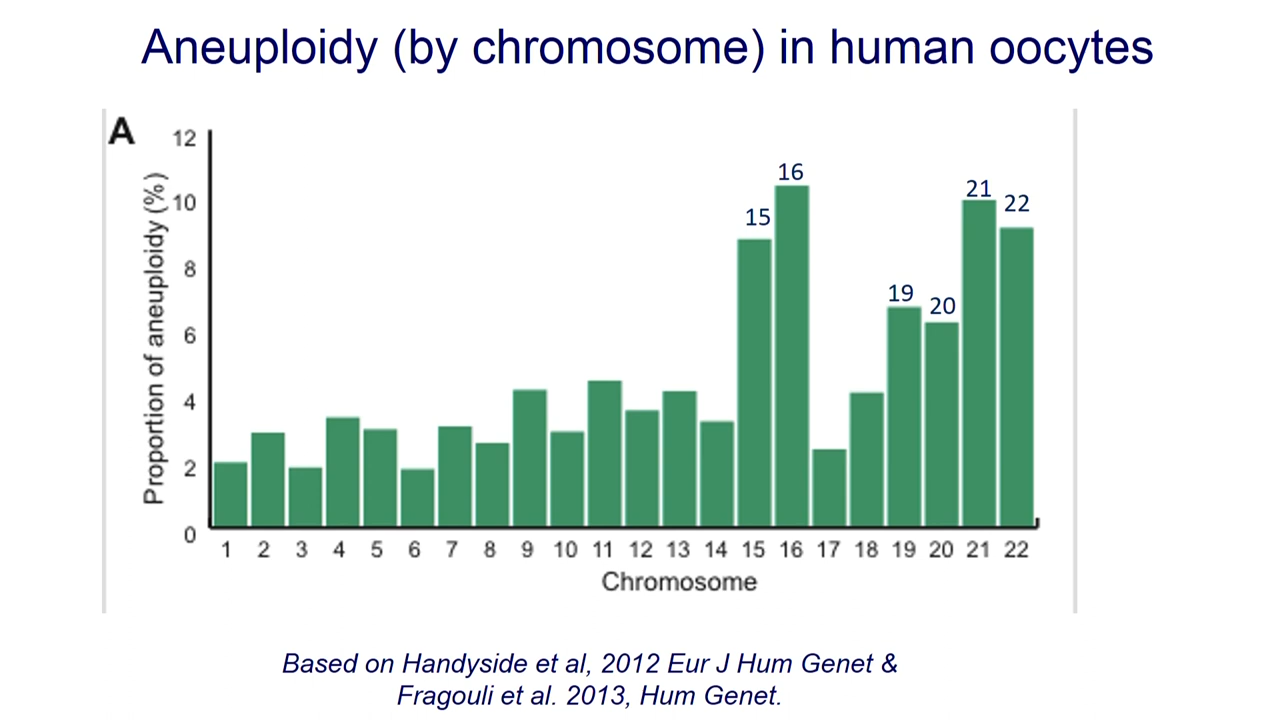 Aneuploidy (by chromosome) in human oocytes
A
Proportion of aneuploidy (%)
12
10
8
6
4
2
0
15
16
19
20
21
22
1 2 3 4 5 6 7 8 9 10 11 12 13 14 15 16 17 18 19 20 21 22
Chromosome
Based on Handyside et al, 2012 Eur J Hum Genet &
Fragouli et al. 2013, Hum Genet.